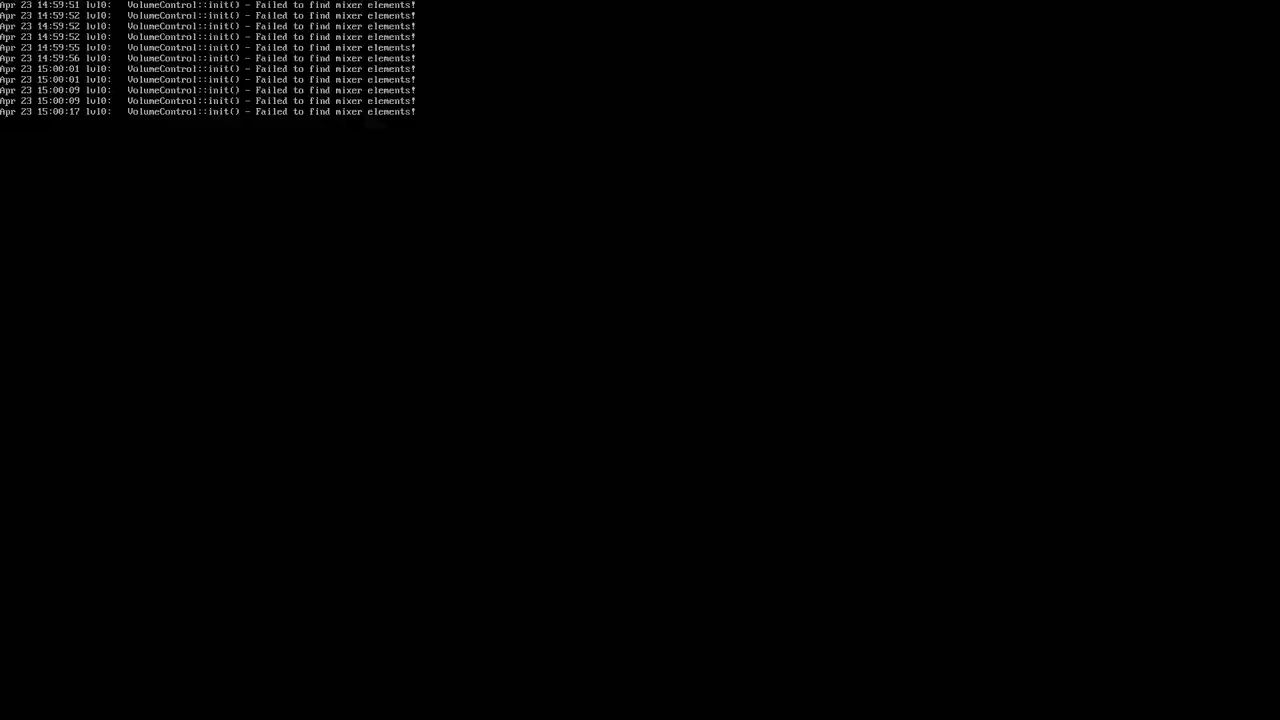 Apr 23 14:59:51 lvl0:   VolumeControl::init() - Failed to find mixer elements!
Apr 23 14:59:52 lvl0:   VolumeControl::init() - Failed to find mixer elements!
Apr 23 14:59:52 lvl0:   VolumeControl::init() - Failed to find mixer elements!
Apr 23 14:59:52 lvl0:   VolumeControl::init() - Failed to find mixer elements!
Apr 23 14:59:55 lvl0:   VolumeControl::init() - Failed to find mixer elements!
Apr 23 14:59:56 lvl0:   VolumeControl::init() - Failed to find mixer elements!
Apr 23 15:00:01 lvl0:   VolumeControl::init() - Failed to find mixer elements!
Apr 23 15:00:01 lvl0:   VolumeControl::init() - Failed to find mixer elements!
Apr 23 15:00:09 lvl0:   VolumeControl::init() - Failed to find mixer elements!
Apr 23 15:00:09 lvl0:   VolumeControl::init() - Failed to find mixer elements!
Apr 23 15:00:17 lvl0:   VolumeControl::init() - Failed to find mixer elements!